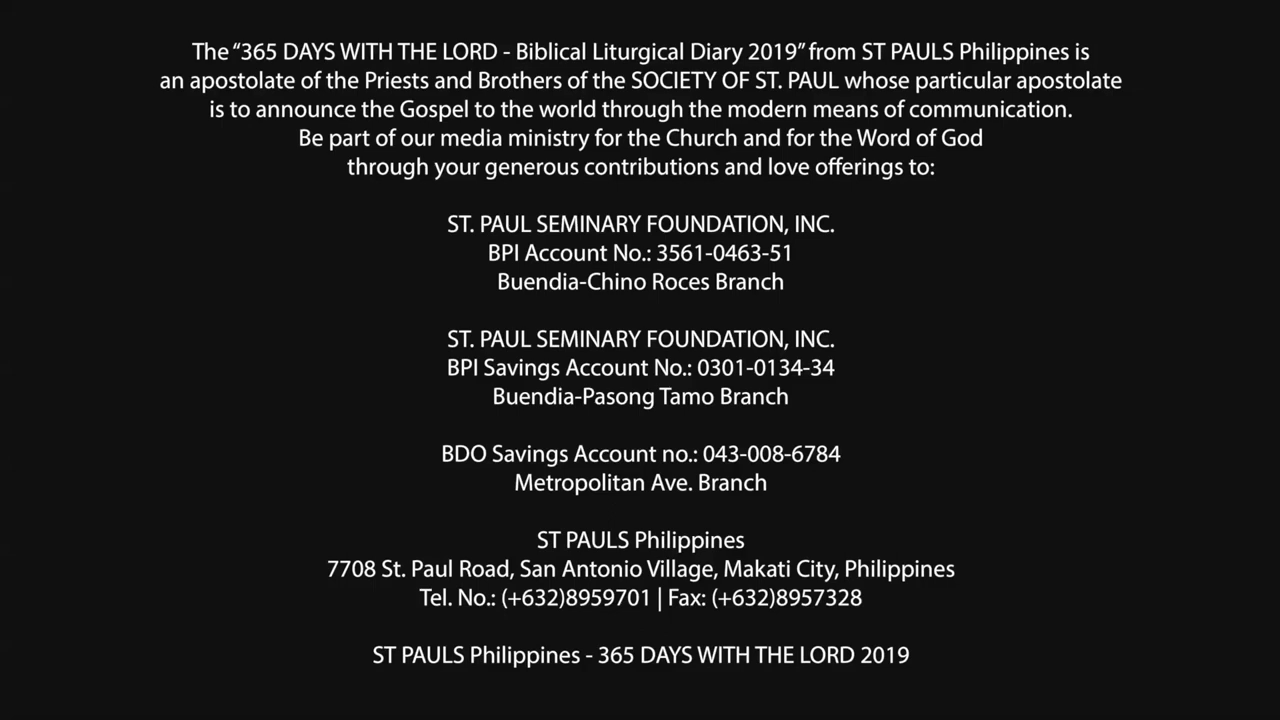 The “365 DAYS WITH THE LORD - Biblical Liturgical Diary 2019” from ST PAULS Philippines is
an apostolate of the Priests and Brothers of the SOCIETY OF ST. PAUL whose particular apostolate
is to announce the Gospel to the world through the modern means of communication.
Be part of our media ministry for the Church and for the Word of God
through your generous contributions and love offerings to:
ST. PAUL SEMINARY FOUNDATION, INC.
BPI Account No.: 3561-0463-51
Buendia-Chino Roces Branch
ST. PAUL SEMINARY FOUNDATION, INC.
BPI Savings Account No.: 0301-0134-34
Buendia-Pasong Tamo Branch
BDO Savings Account no.: 043-008-6784
Metropolitan Ave. Branch
ST PAULS Philippines
7708 St. Paul Road, San Antonio Village, Makati City, Philippines
Tel. No.: (+632)8959701 | Fax: (+632)8957328
ST PAULS Philippines - 365 DAYS WITH THE LORD 2019